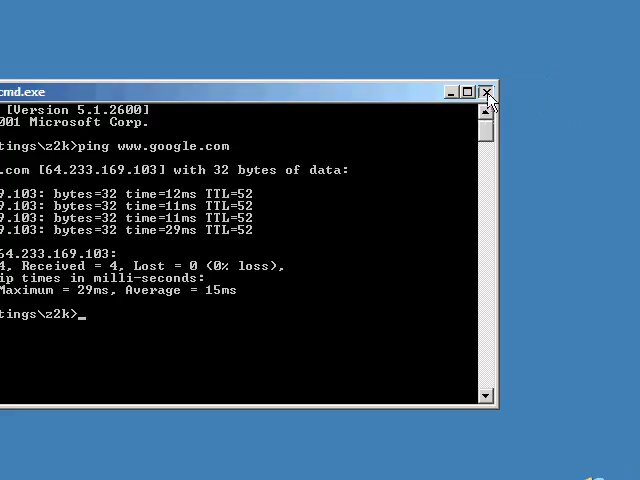 cmd.exe
[Version 5.1.2600]
001 Microsoft Corp.
tings\z2k>ping www.google.com
.com [64.233.169.103] with 32 bytes of data:
9.103: bytes=32 time=12ms TTL=52
9.103: bytes=32 time=11ms TTL=52
9.103: bytes=32 time=11ms TTL=52
9.103: bytes=32 time=29ms TTL=52
64.233.169.103:
4, Received = 4, Lost = 0 (0% loss),
ip times in milli-seconds:
Maximum = 29ms, Average = 15ms
tings\z2k>_